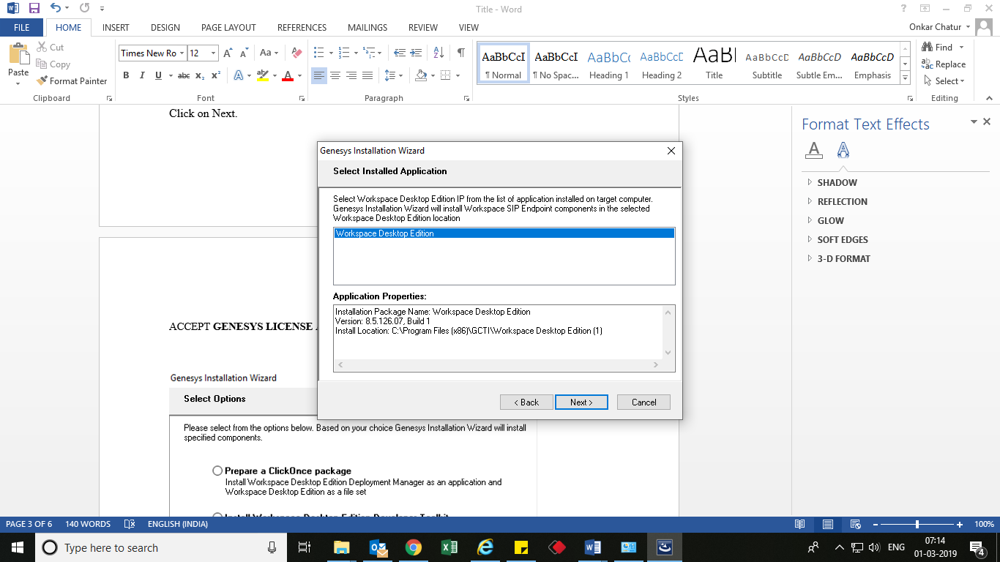 Title - Word
FILE HOME INSERT DESIGN PAGE LAYOUT REFERENCES MAILINGS REVIEW VIEW
Onkar Chatur
Paste
Cut
Copy
Format Painter
Clipboard
Times New Ro 12
Font
Paragraph
AaBbCcI AaBbCcI AaBbCc AaBbCcD AaBl AaBbCcD AaBbCcD AaBbCcD
¶ Normal ¶ No Spac... Heading 1 Heading 2 Title Subtitle Subtle Em... Emphasis
Styles
Find
Replace
Select
Editing
Click on Next.
ACCEPT GENESYS LICENSE
Genesys Installation Wizard
Select Options
Please select from the options below. Based on your choice Genesys Installation Wizard will install
specified components.
Prepare a ClickOnce package
Install Workspace Desktop Edition Deployment Manager as an application and
Workspace Desktop Edition as a file set
Install Workspace Desktop Edition Developer Toolkit
Genesys Installation Wizard
Select Installed Application
Select Workspace Desktop Edition IP from the list of application installed on target computer.
Genesys Installation Wizard will install Workspace SIP Endpoint components in the selected
Workspace Desktop Edition location
Workspace Desktop Edition
Application Properties:
Installation Package Name: Workspace Desktop Edition
Version: 8.5.126.07, Build 1
Install Location: C:\Program Files (x86)\GCTI\Workspace Desktop Edition (1)
< Back Next > Cancel
Format Text Effects
SHADOW
REFLECTION
GLOW
SOFT EDGES
3-D FORMAT
PAGE 3 OF 6 140 WORDS ENGLISH (INDIA) 100%
Type here to search
ENG
07:14
01-03-2019
4